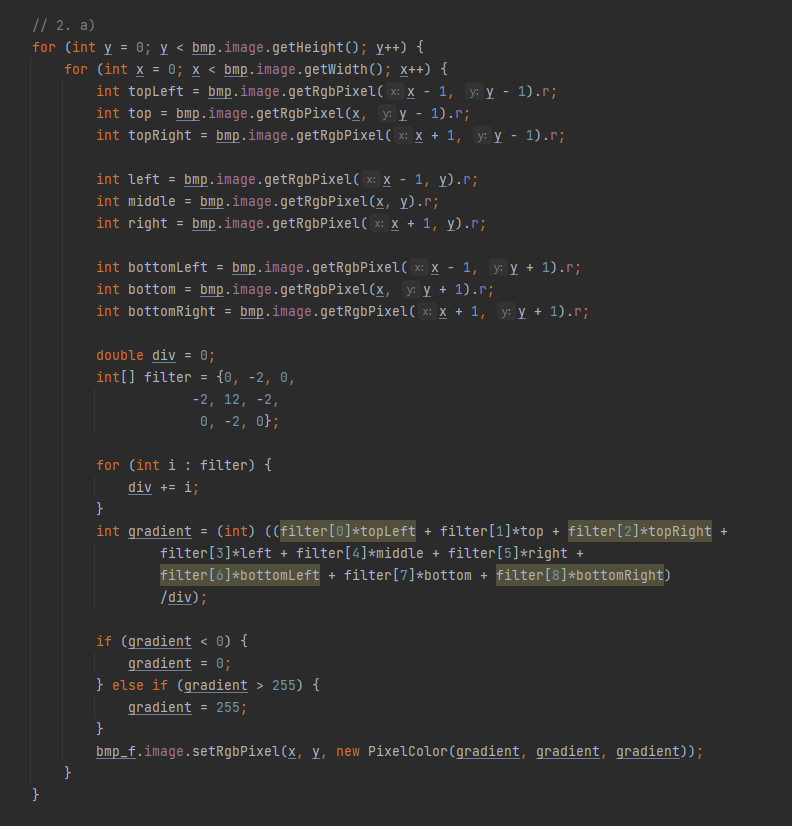 // 2. a)
for (int y = 0; y < bmp.image.getHeight(); y++) {
    for (int x = 0; x < bmp.image.getWidth(); x++) {
        int topLeft = bmp.image.getRgbPixel( x: x - 1, y: y - 1).r;
        int top = bmp.image.getRgbPixel(x, y: y - 1).r;
        int topRight = bmp.image.getRgbPixel( x: x + 1, y: y - 1).r;

        int left = bmp.image.getRgbPixel( x: x - 1, y).r;
        int middle = bmp.image.getRgbPixel(x, y).r;
        int right = bmp.image.getRgbPixel( x: x + 1, y).r;

        int bottomLeft = bmp.image.getRgbPixel( x: x - 1, y: y + 1).r;
        int bottom = bmp.image.getRgbPixel(x, y: y + 1).r;
        int bottomRight = bmp.image.getRgbPixel( x: x + 1, y: y + 1).r;

        double div = 0;
        int[] filter = {0, -2, 0,
                    -2, 12, -2,
                     0, -2, 0};

        for (int i : filter) {
            div += i;
        }
        int gradient = (int) ((filter[0]*topLeft + filter[1]*top + filter[2]*topRight +
                filter[3]*left + filter[4]*middle + filter[5]*right +
                filter[6]*bottomLeft + filter[7]*bottom + filter[8]*bottomRight)
                /div);

        if (gradient < 0) {
            gradient = 0;
        } else if (gradient > 255) {
            gradient = 255;
        }
        bmp_f.image.setRgbPixel(x, y, new PixelColor(gradient, gradient, gradient));
    }
}